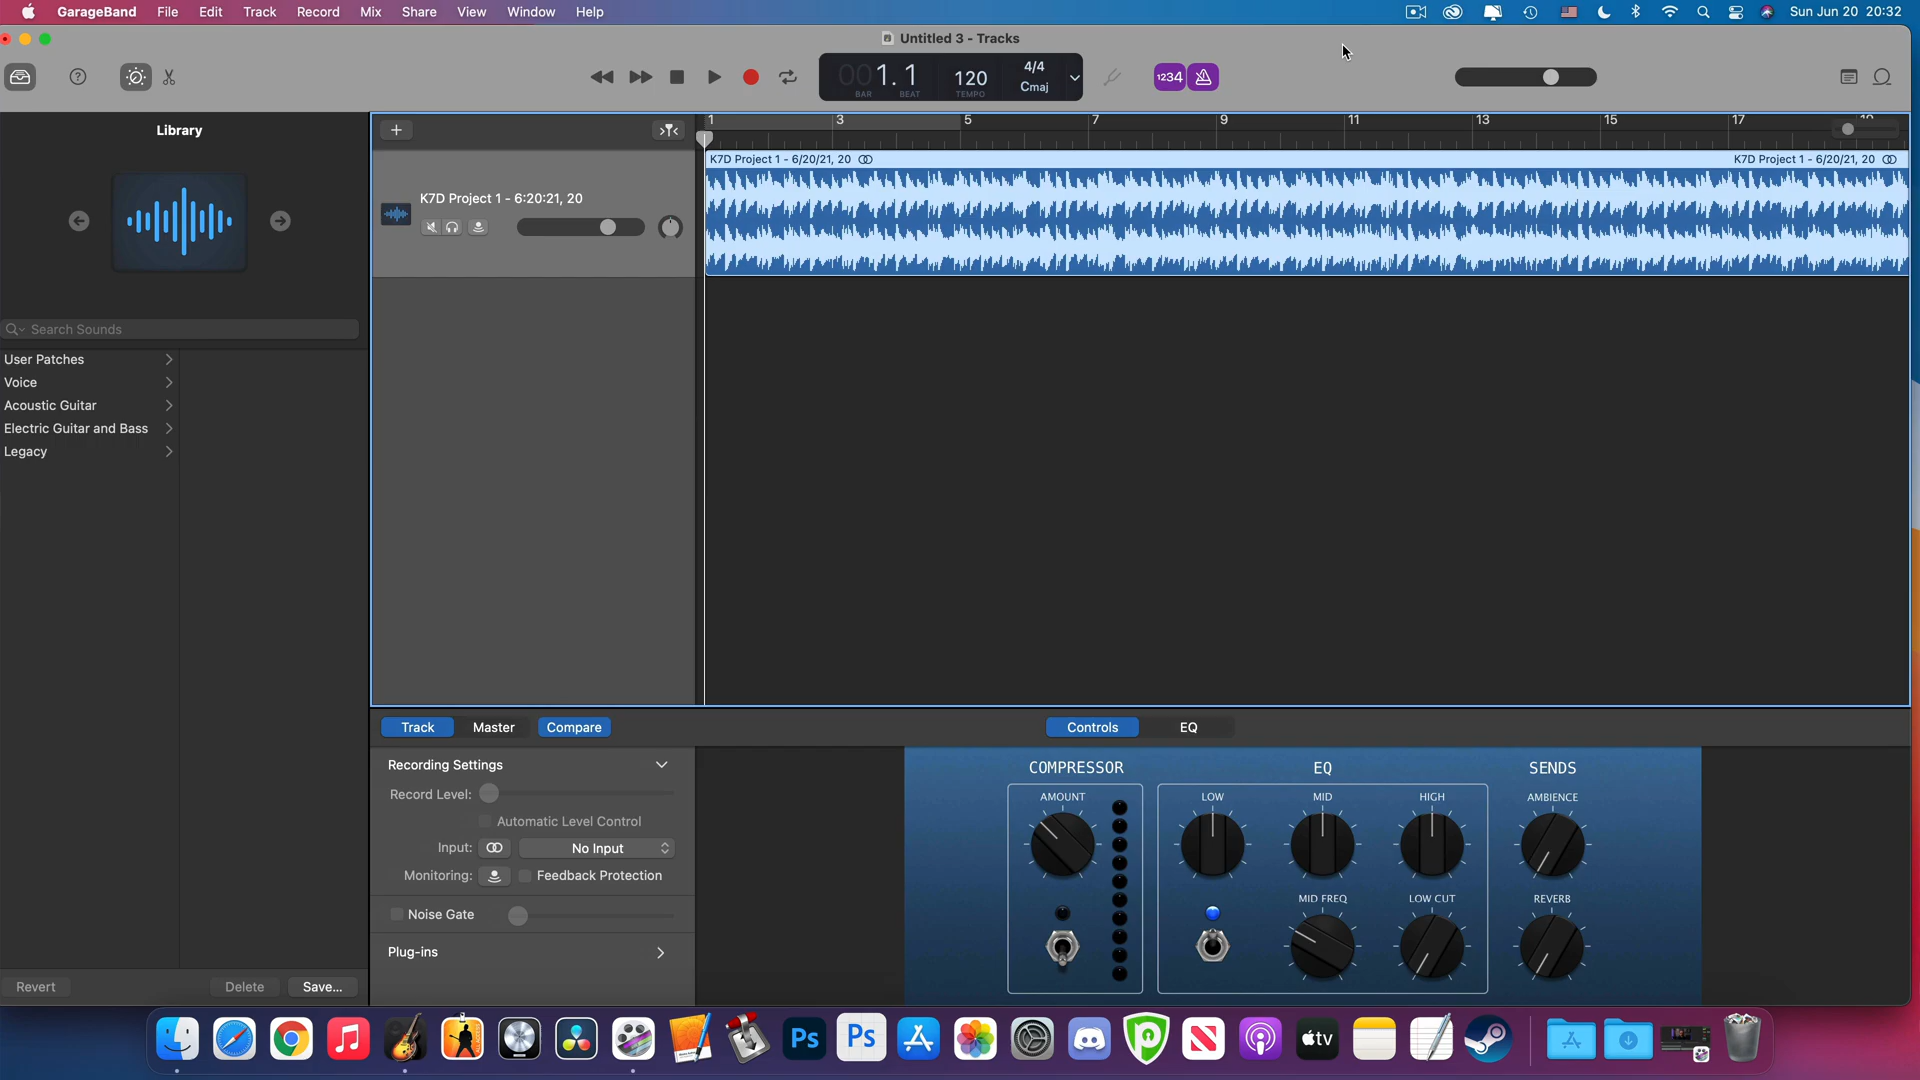 GarageBand File Edit Track Record Mix Share View Window Help
Sun Jun 20 20:32
Untitled 3 - Tracks
001.1 120 4/4
Cmaj
BAR BEAT TEMPO
1234
Library
1 3 5 7 9 11 13 15 17
K7D Project 1 - 6/20/21, 20
K7D Project 1 - 6/20/21, 20
K7D Project 1 - 6:20:21, 20
Search Sounds
User Patches
Voice
Acoustic Guitar
Electric Guitar and Bass
Legacy
Track Master Compare
Controls EQ
Recording Settings
Record Level:
Automatic Level Control
Input: No Input
Monitoring: Feedback Protection
Noise Gate
Plug-ins
COMPRESSOR EQ SENDS
AMOUNT LOW MID HIGH AMBIENCE
MID FREQ LOW CUT REVERB
Revert Delete Save...
Ps
Ps
tv